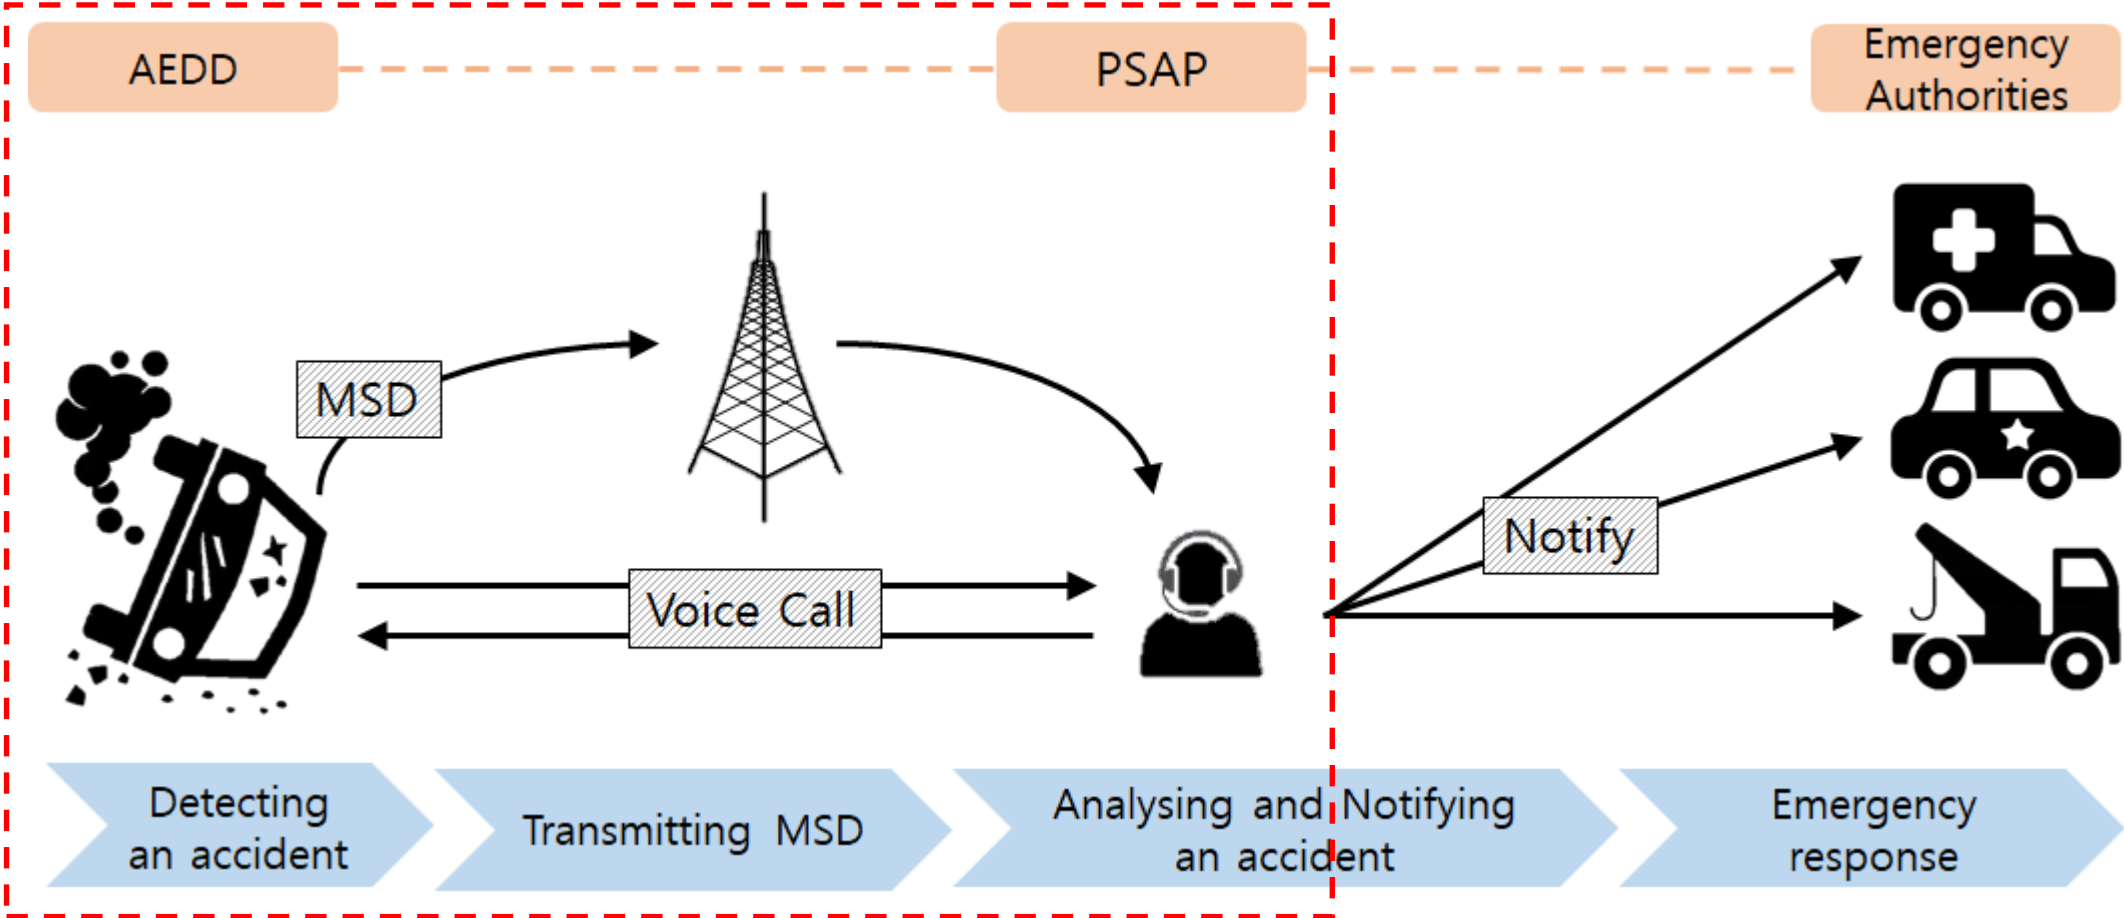 AEDD
PSAP
Emergency
Authorities
MSD
Notify
Voice Call
Detecting
an accident
Transmitting MSD
Analysing and Notifying
an accident
Emergency
response